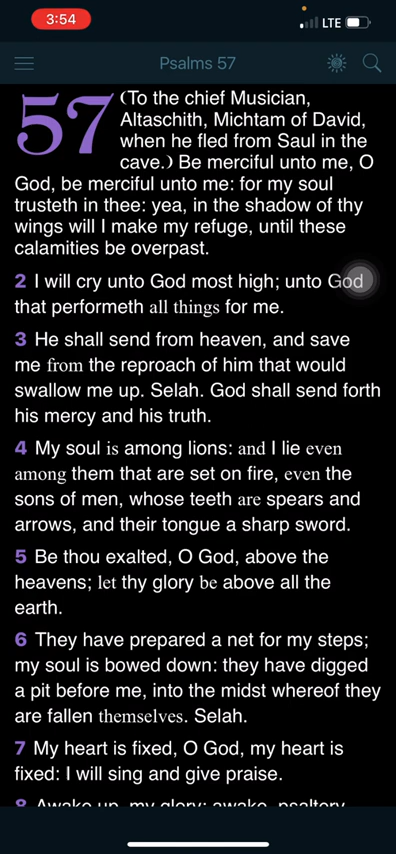 3:54
LTE
Psalms 57
57 (To the chief Musician,
Altaschith, Michtam of David,
when he fled from Saul in the
cave.) Be merciful unto me, O
God, be merciful unto me: for my soul
trusteth in thee: yea, in the shadow of thy
wings will I make my refuge, until these
calamities be overpast.
2 I will cry unto God most high; unto God
that performeth all things for me.
3 He shall send from heaven, and save
me from the reproach of him that would
swallow me up. Selah. God shall send forth
his mercy and his truth.
4 My soul is among lions: and I lie even
among them that are set on fire, even the
sons of men, whose teeth are spears and
arrows, and their tongue a sharp sword.
5 Be thou exalted, O God, above the
heavens; let thy glory be above all the
earth.
6 They have prepared a net for my steps;
my soul is bowed down: they have digged
a pit before me, into the midst whereof they
are fallen themselves. Selah.
7 My heart is fixed, O God, my heart is
fixed: I will sing and give praise.
8 Awake up, my glory; awake, psaltery